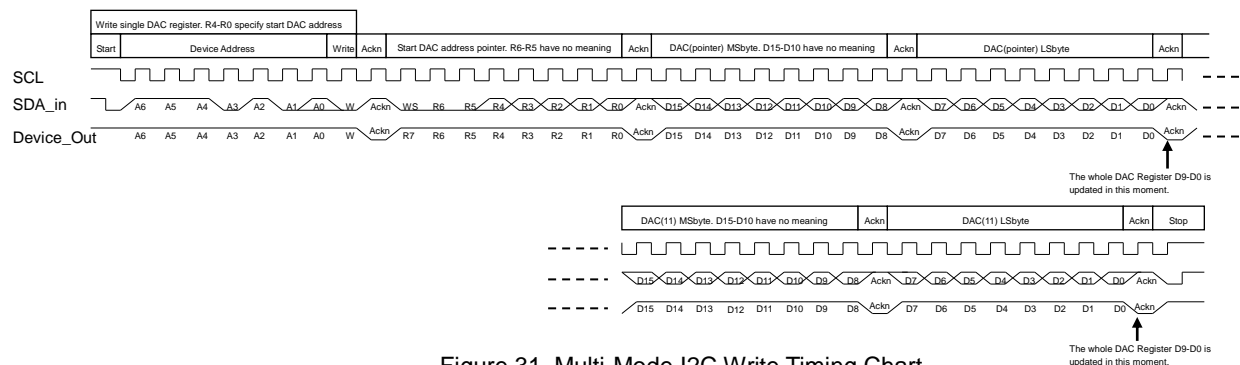 Write single DAC register. R4-R0 specify start DAC address
Start Device Address Write Ackn Start DAC address pointer. R6-R5 have no meaning Ackn DAC(pointer) MSbyte. D15-D10 have no meaning Ackn DAC(pointer) LSbyte Ackn
SCL
SDA_in A6 A5 A4 A3 A2 A1 A0 W Ackn WS R6 R5 R4 R3 R2 R1 R0 Ackn D15 D14 D13 D12 D11 D10 D9 D8 Ackn D7 D6 D5 D4 D3 D2 D1 D0 Ackn
Device_Out A6 A5 A4 A3 A2 A1 A0 W Ackn R7 R6 R5 R4 R3 R2 R1 R0 Ackn D15 D14 D13 D12 D11 D10 D9 D8 Ackn D7 D6 D5 D4 D3 D2 D1 D0 Ackn
The whole DAC Register D9-D0 is
updated in this moment.
DAC(11) MSbyte. D15-D10 have no meaning Ackn DAC(11) LSbyte Ackn Stop
D15 D14 D13 D12 D11 D10 D9 D8 Ackn D7 D6 D5 D4 D3 D2 D1 D0 Ackn
D15 D14 D13 D12 D11 D10 D9 D8 Ackn D7 D6 D5 D4 D3 D2 D1 D0 Ackn
The whole DAC Register D9-D0 is
updated in this moment.
Figure 31. Multi-Mode I2C Write Timing Chart